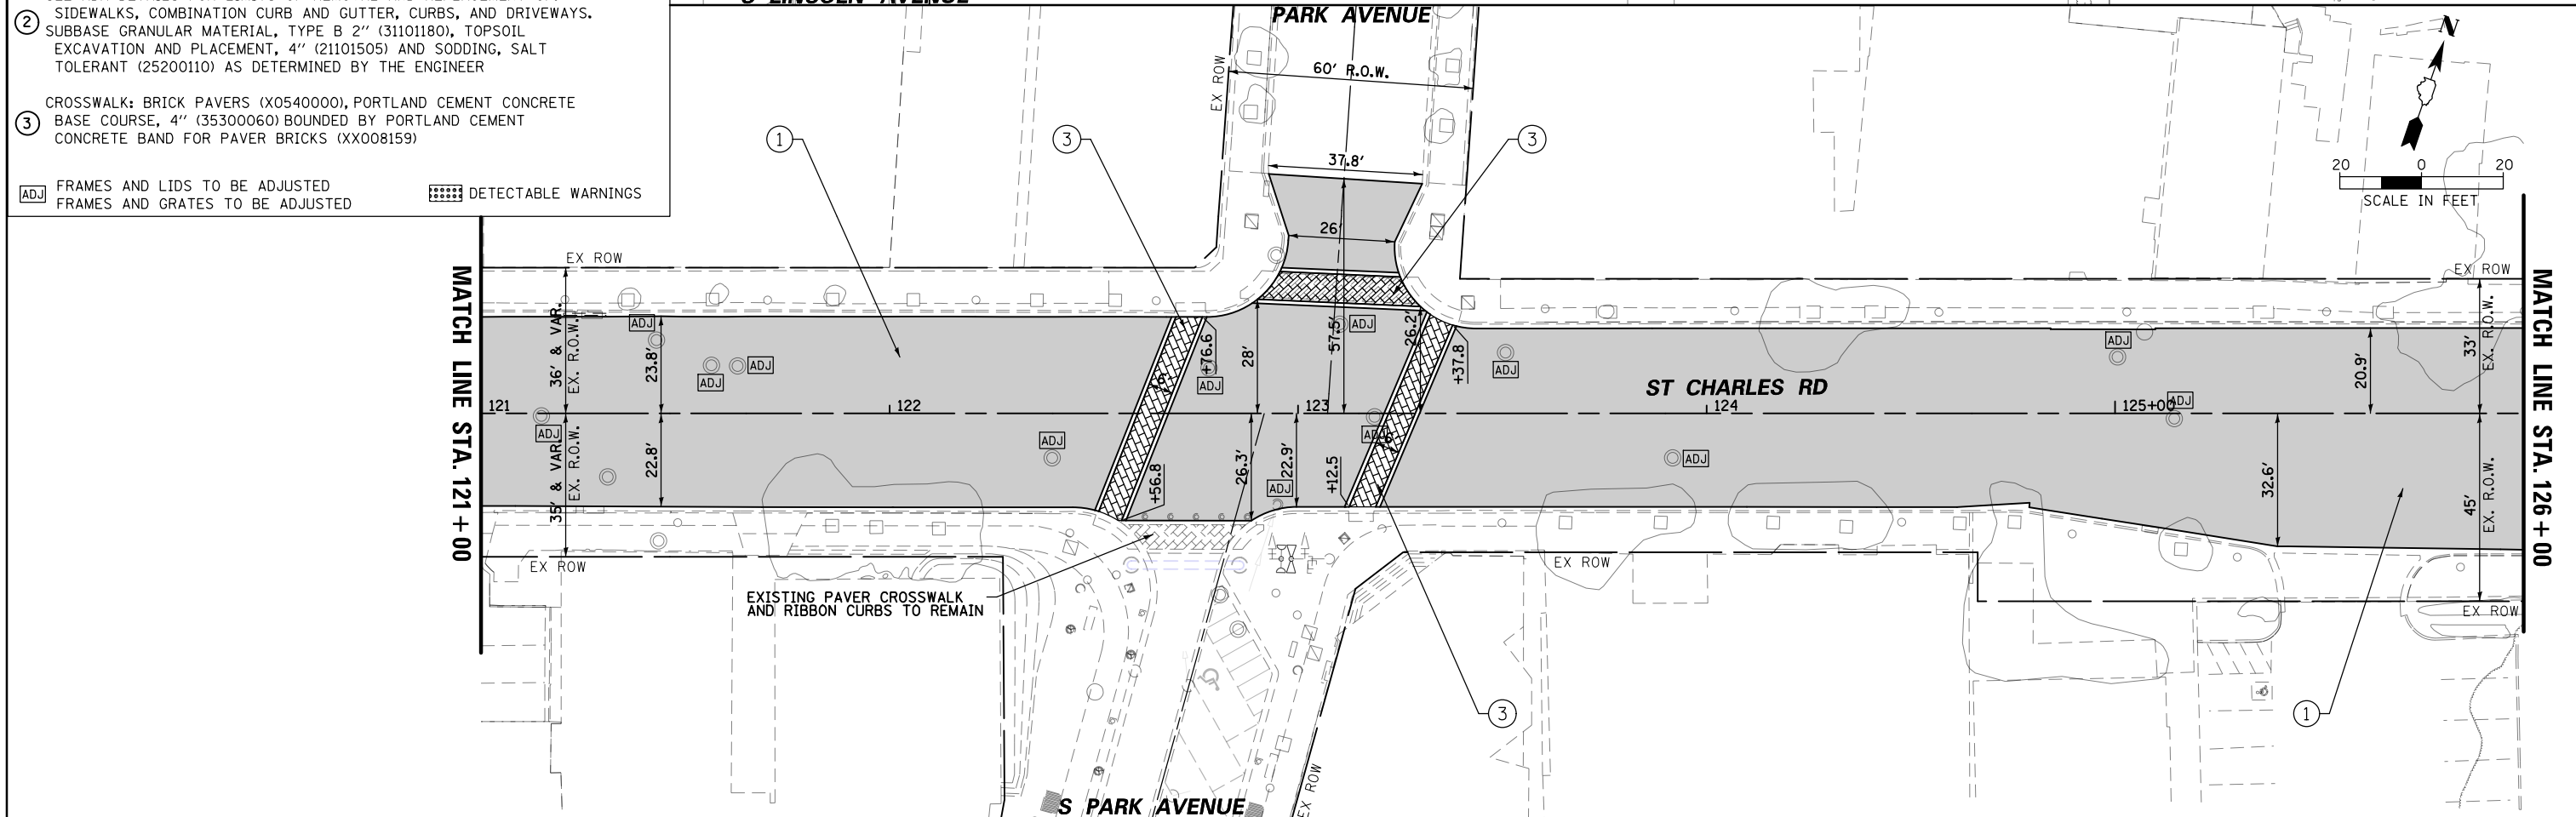 PARK AVENUE
②
SIDEWALKS, COMBINATION CURB AND GUTTER, CURBS, AND DRIVEWAYS.
SUBBASE GRANULAR MATERIAL, TYPE B 2" (31101180), TOPSOIL
EXCAVATION AND PLACEMENT, 4" (21101505) AND SODDING, SALT
TOLERANT (25200110) AS DETERMINED BY THE ENGINEER
③
CROSSWALK: BRICK PAVERS (X0540000), PORTLAND CEMENT CONCRETE
BASE COURSE, 4" (35300060) BOUNDED BY PORTLAND CEMENT
CONCRETE BAND FOR PAVER BRICKS (XX008159)
ADJ
FRAMES AND LIDS TO BE ADJUSTED
FRAMES AND GRATES TO BE ADJUSTED
DETECTABLE WARNINGS
N
20 0 20
SCALE IN FEET
EX ROW
60' R.O.W.
①
③
③
37.8'
26'
EX ROW
EX ROW
MATCH LINE STA. 121+00
MATCH LINE STA. 126+00
36' & VAR.
EX. R.O.W.
23.8'
ADJ
ADJ
ADJ
+76.6
ADJ
28'
57.5'
ADJ
26.2'
+37.8
ADJ
ST CHARLES RD
ADJ
20.9'
33'
EX. R.O.W.
121
122
123
124
125+00
ADJ
ADJ
35' & VAR.
EX. R.O.W.
22.8'
ADJ
+56.8
26.3'
22.9'
ADJ
+12.5
ADJ
ADJ
32.6'
45'
EX. R.O.W.
EX ROW
EX ROW
EX ROW
EXISTING PAVER CROSSWALK
AND RIBBON CURBS TO REMAIN
③
①
EX ROW
S PARK AVENUE